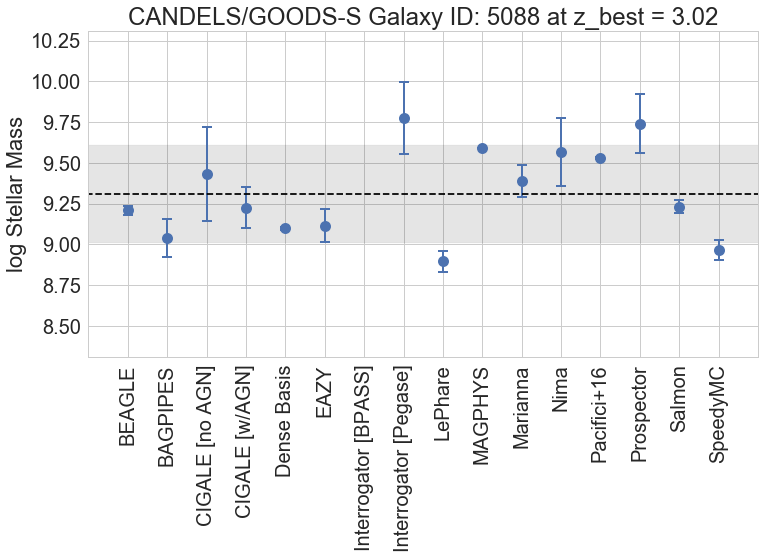 CANDELS/GOODS-S Galaxy ID: 5088 at z_best = 3.02
log Stellar Mass
10.25
10.00
9.75
9.50
9.25
9.00
8.75
8.50
BEAGLE
BAGPIPES
CIGALE [no AGN]
CIGALE [w/AGN]
Dense Basis
EAZY
Interrogator [BPASS]
Interrogator [Pegase]
LePhare
MAGPHYS
Marianna
Nima
Pacifici+16
Prospector
Salmon
SpeedyMC